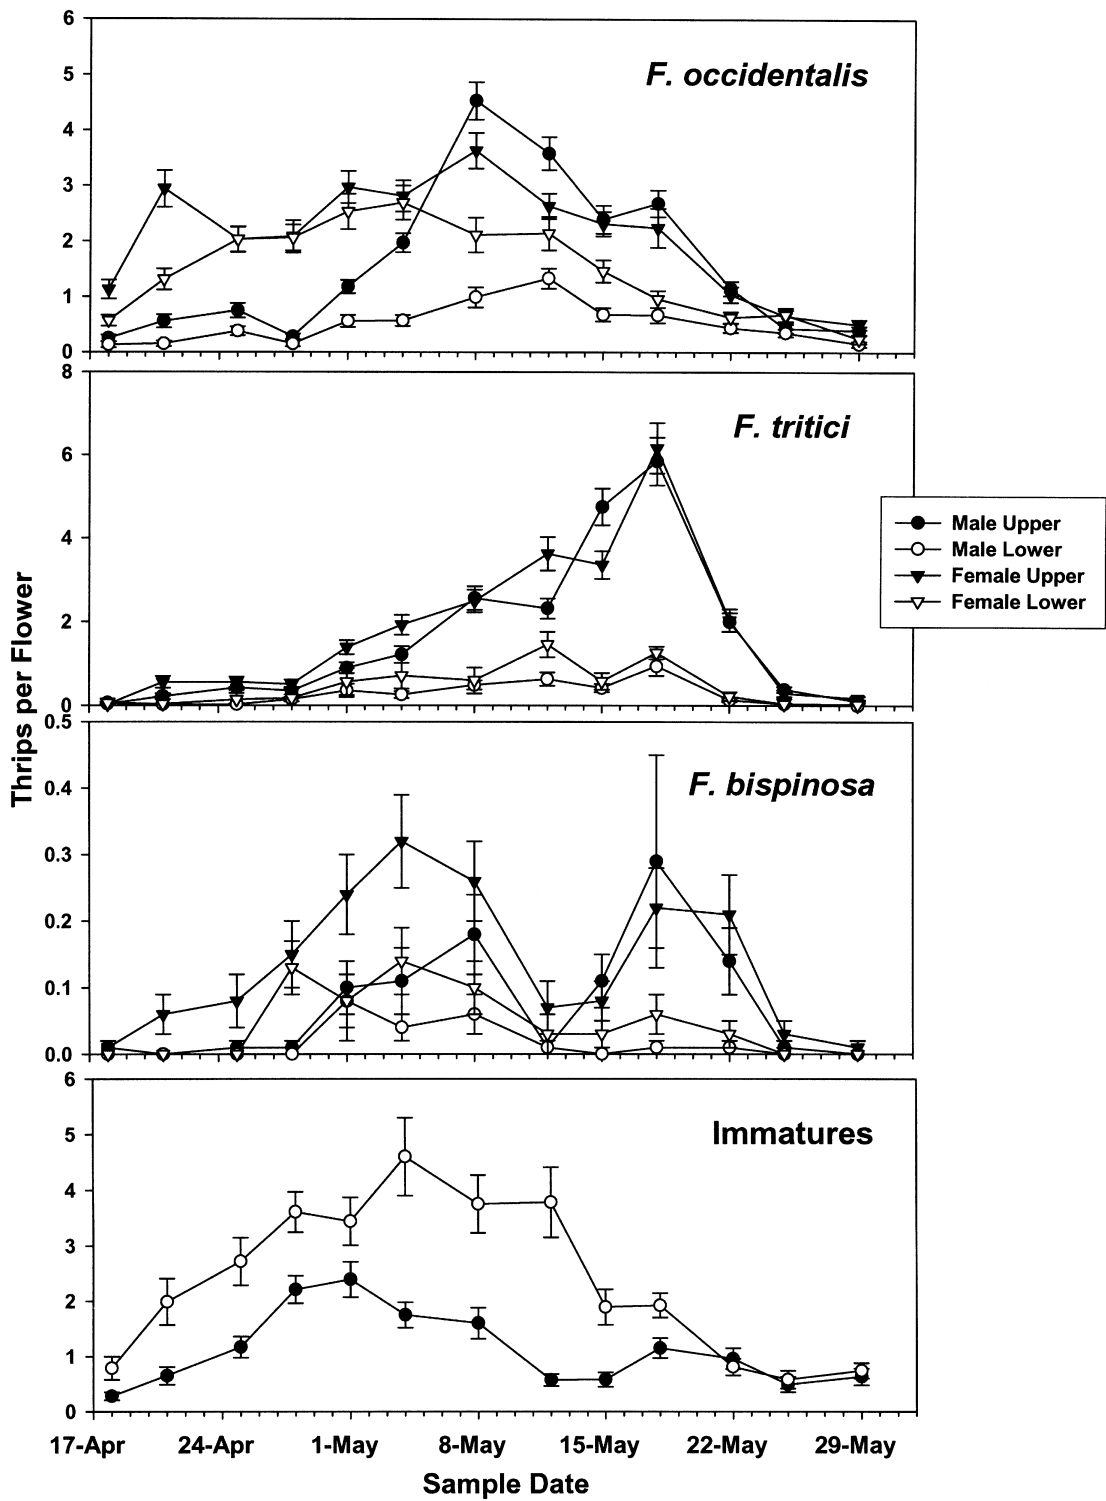 6
F. occidentalis
5
4
3
2
1
0
8
F. tritici
6
4
2
0
Male Upper
Male Lower
Female Upper
Female Lower
Thrips per Flower
0.5
F. bispinosa
0.4
0.3
0.2
0.1
0.0
6
Immatures
5
4
3
2
1
0
17-Apr 24-Apr 1-May 8-May 15-May 22-May 29-May
Sample Date